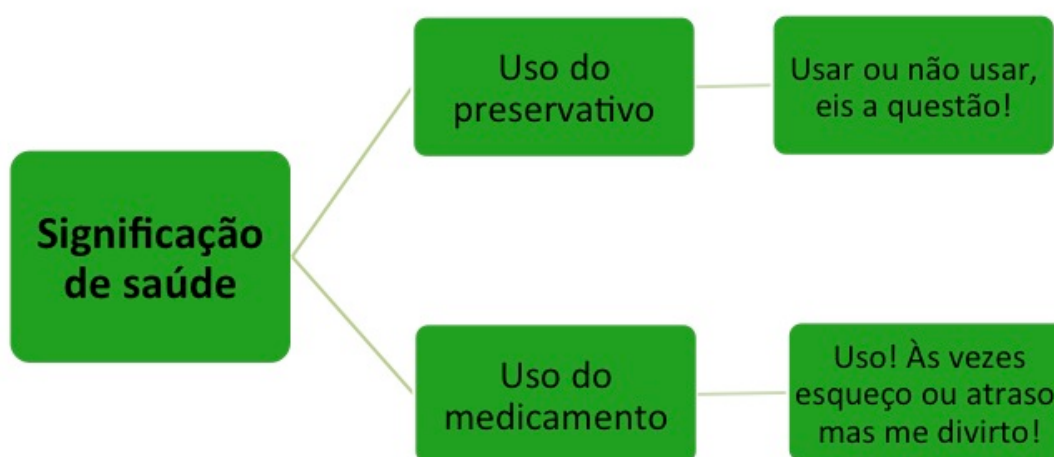 Uso do
preservativo
Usar ou não usar,
eis a questão!
Significação
de saúde
Uso do
medicamento
Uso! Às vezes
esqueço ou atraso
mas me divirto!